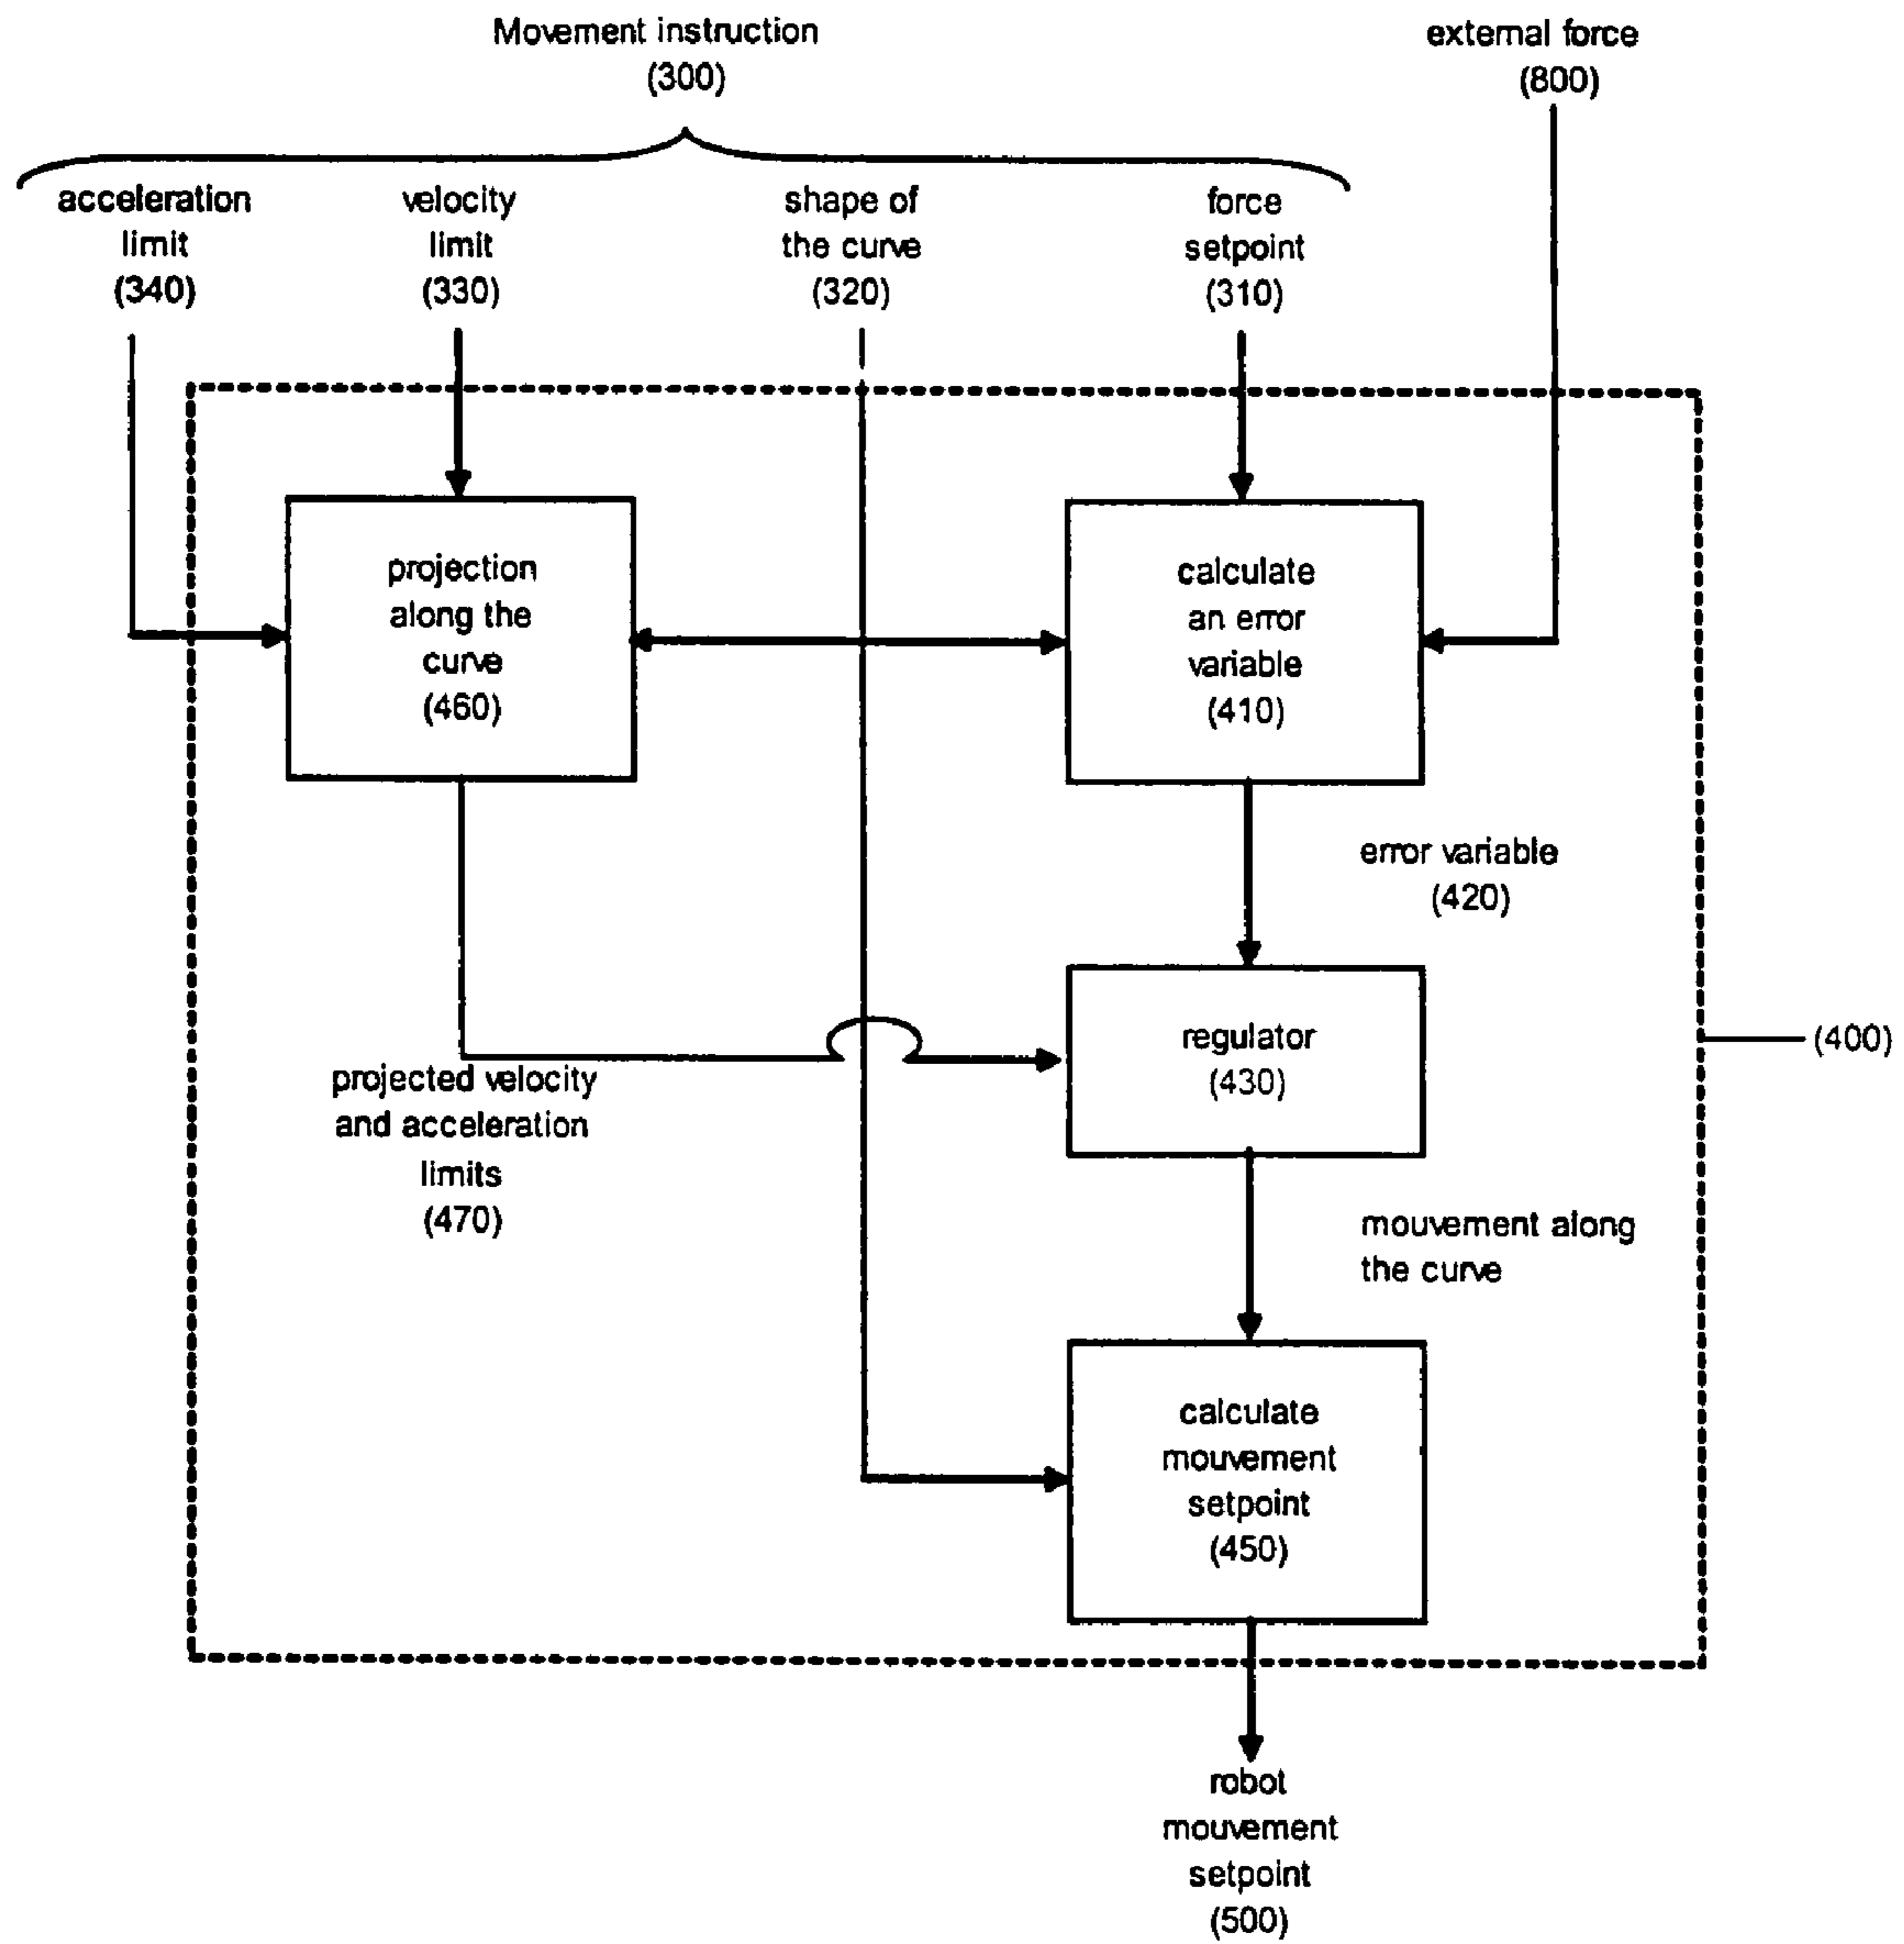 Movement instruction
(300)
external force
(800)
acceleration
limit
(340)
velocity
limit
(330)
shape of
the curve
(320)
force
setpoint
(310)
projection
along the
curve
(460)
calculate
an error
variable
(410)
error variable
(420)
regulator
(430)
(400)
projected velocity
and acceleration
limits
(470)
mouvement along
the curve
calculate
mouvement
setpoint
(450)
robot
mouvement
setpoint
(500)